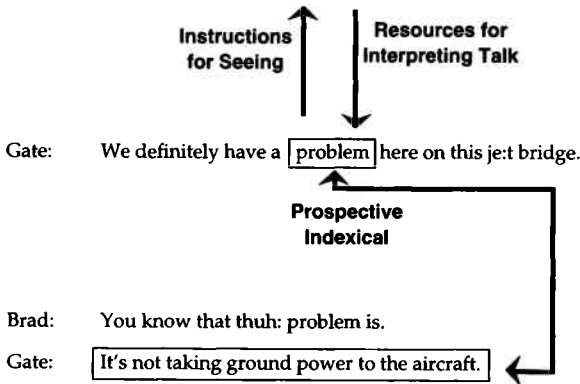 Instructions
for Seeing
Resources for
Interpreting Talk
Gate: We definitely have a problem here on this je:t bridge.
Prospective
Indexical
Brad: You know that thuh: problem is.
Gate: It's not taking ground power to the aircraft.